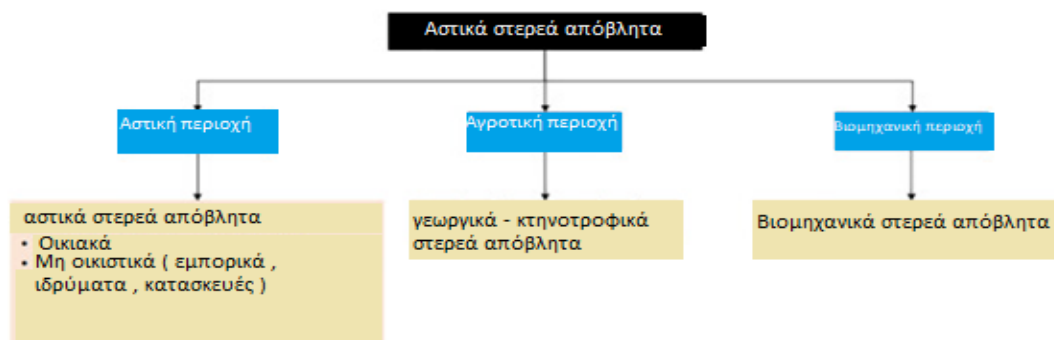 Αστικά στερεά απόβλητα
Αστική περιοχή
Αγροτική περιοχή
Βιομηχανική περιοχή
αστικά στερεά απόβλητα
• Οικιακά
• Μη οικιστικά ( εμπορικά ,
ιδρύματα , κατασκευές )
γεωργικά - κτηνοτροφικά
στερεά απόβλητα
Βιομηχανικά στερεά απόβλητα